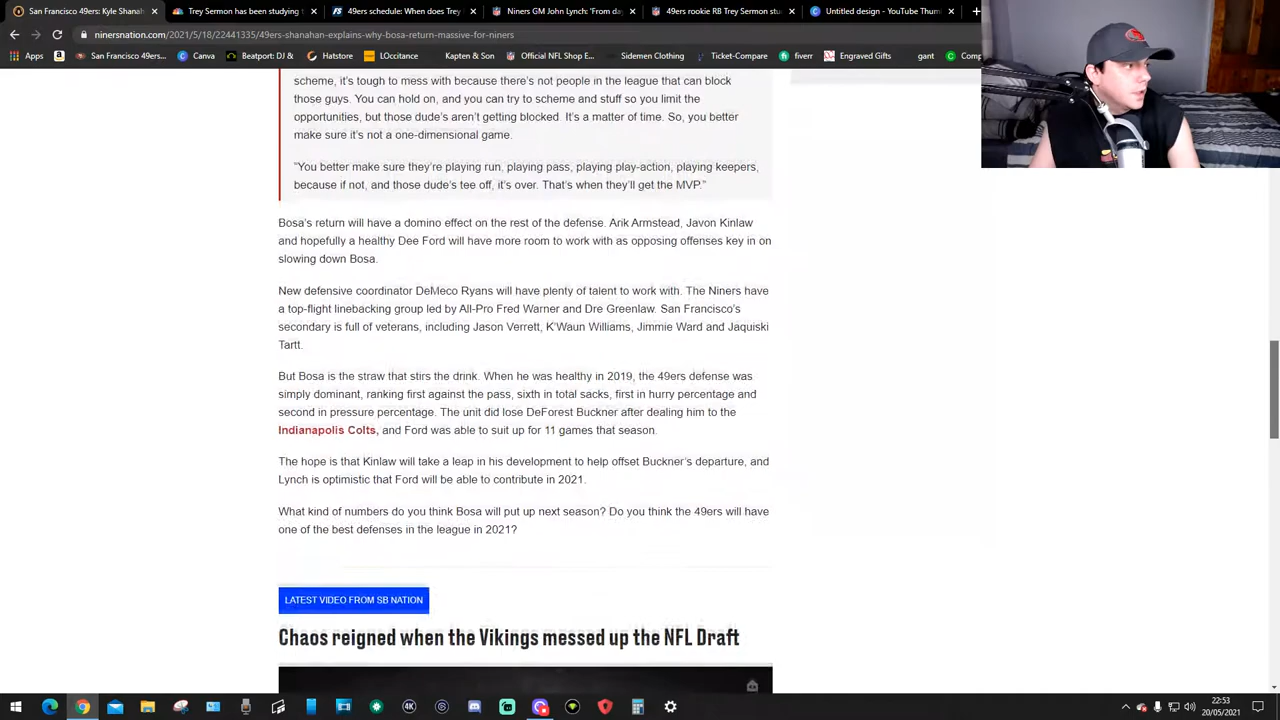 San Francisco 49ers: Kyle Shanah
Trey Sermon has been studying t
49ers schedule: When does Trey
Niners GM John Lynch: 'From day
49ers rookie RB Trey Sermon stu
Untitled design - YouTube Thum
ninersnation.com/2021/5/18/22441335/49ers-shanahan-explains-why-bosa-return-massive-for-niners
Apps San Francisco 49ers... Canva Beatport: DJ & Hatstore LOccitane Kapten & Son Official NFL Shop E... Sidemen Clothing Ticket-Compare fiverr Engraved Gifts gant Comp
scheme, it's tough to mess with because there's not people in the league that can block
those guys. You can hold on, and you can try to scheme and stuff so you limit the
opportunities, but those dude's aren't getting blocked. It's a matter of time. So, you better
make sure it's not a one-dimensional game.
"You better make sure they're playing run, playing pass, playing play-action, playing keepers,
because if not, and those dude's tee off, it's over. That's when they'll get the MVP."
Bosa's return will have a domino effect on the rest of the defense. Arik Armstead, Javon Kinlaw
and hopefully a healthy Dee Ford will have more room to work with as opposing offenses key in on
slowing down Bosa.
New defensive coordinator DeMeco Ryans will have plenty of talent to work with. The Niners have
a top-flight linebacking group led by All-Pro Fred Warner and Dre Greenlaw. San Francisco's
secondary is full of veterans, including Jason Verrett, K'Waun Williams, Jimmie Ward and Jaquiski
Tartt.
But Bosa is the straw that stirs the drink. When he was healthy in 2019, the 49ers defense was
simply dominant, ranking first against the pass, sixth in total sacks, first in hurry percentage and
second in pressure percentage. The unit did lose DeForest Buckner after dealing him to the
Indianapolis Colts, and Ford was able to suit up for 11 games that season.
The hope is that Kinlaw will take a leap in his development to help offset Buckner's departure, and
Lynch is optimistic that Ford will be able to contribute in 2021.
What kind of numbers do you think Bosa will put up next season? Do you think the 49ers will have
one of the best defenses in the league in 2021?
LATEST VIDEO FROM SB NATION
Chaos reigned when the Vikings messed up the NFL Draft
22:53
20/05/2021